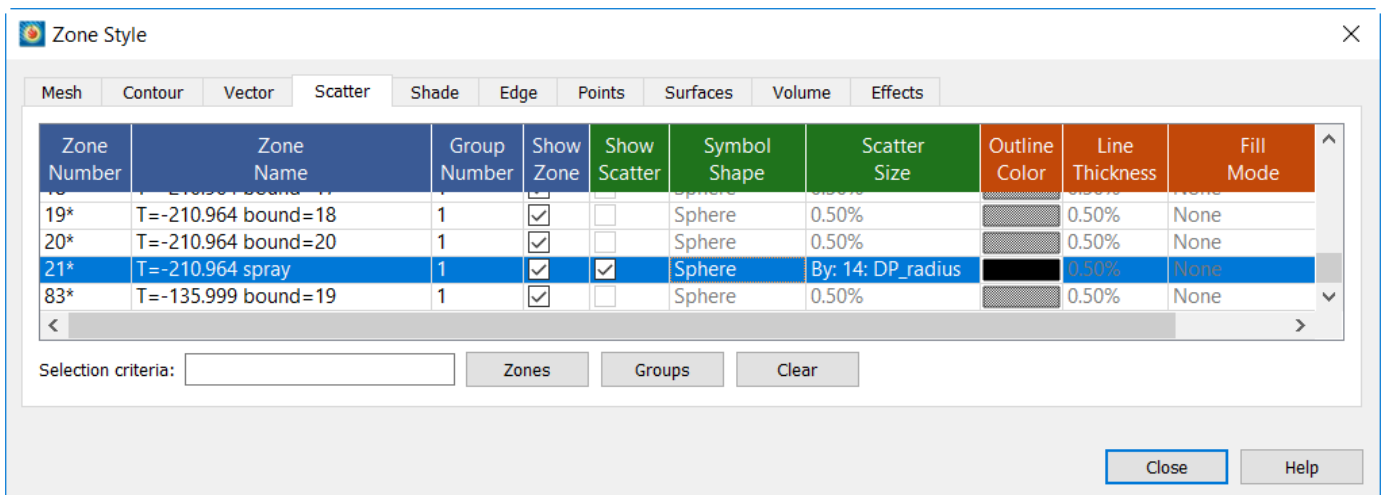 Zone Style
Mesh Contour Vector Scatter Shade Edge Points Surfaces Volume Effects
Zone Number Zone Name Group Number Show Zone Show Scatter Symbol Shape Scatter Size Outline Color Line Thickness Fill Mode
19* T=-210.964 bound=18 1 Sphere 0.50% 0.50% None
20* T=-210.964 bound=20 1 Sphere 0.50% 0.50% None
21* T=-210.964 spray 1 Sphere By: 14: DP_radius 0.50% None
83* T=-135.999 bound=19 1 Sphere 0.50% 0.50% None
Selection criteria: Zones Groups Clear
Close Help